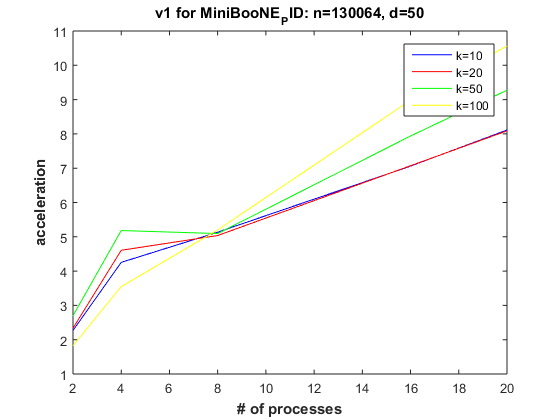 v1 for MiniBooNE_PID: n=130064, d=50
11
10
9
8
7
6
5
4
3
2
1
acceleration
k=10
k=20
k=50
k=100
2 4 6 8 10 12 14 16 18 20
# of processes